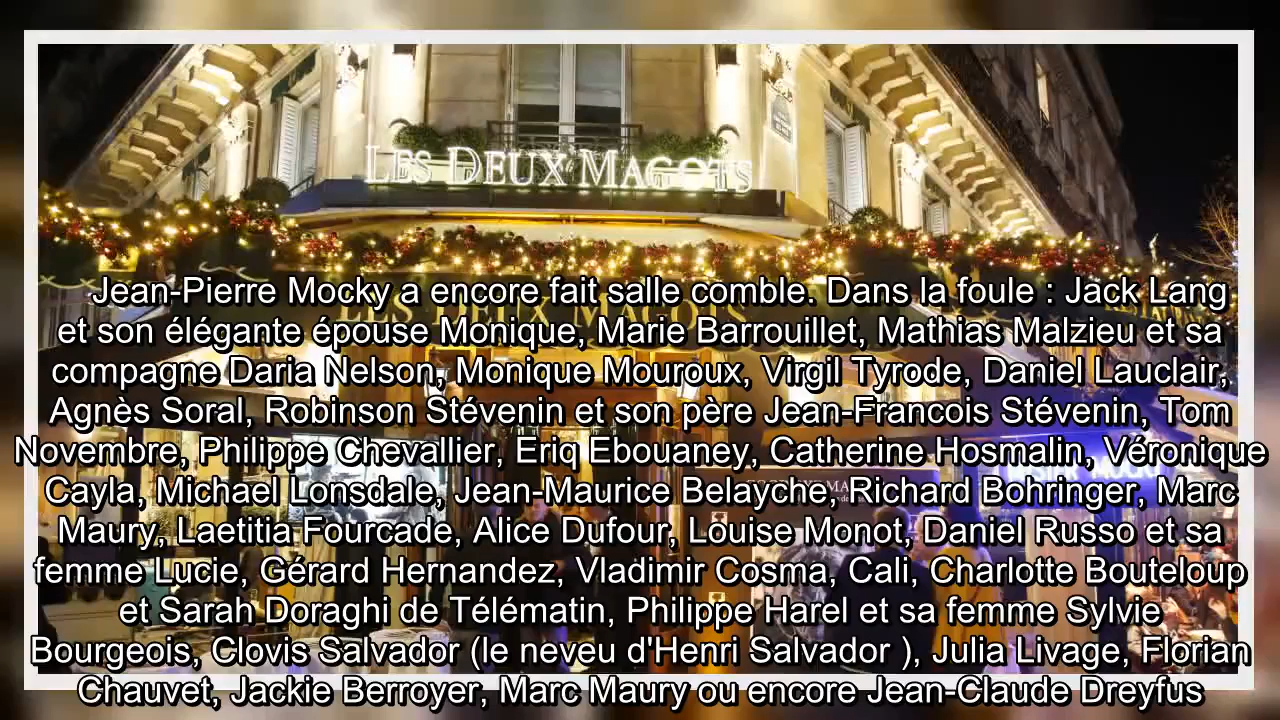 LES DEUX MAGOTS
LES DEUX MAGOTS
Jean-Pierre Mocky a encore fait salle comble. Dans la foule : Jack Lang
et son élégante épouse Monique, Marie Barrouillet, Mathias Malzieu et sa
compagne Daria Nelson, Monique Mouroux, Virgil Tyrode, Daniel Lauclair,
Agnès Soral, Robinson Stévenin et son père Jean-Francois Stévenin, Tom
Novembre, Philippe Chevallier, Eriq Ebouaney, Catherine Hosmalin, Véronique
Cayla, Michael Lonsdale, Jean-Maurice Belayche, Richard Bohringer, Marc
Maury, Laetitia Fourcade, Alice Dufour, Louise Monot, Daniel Russo et sa
femme Lucie, Gérard Hernandez, Vladimir Cosma, Cali, Charlotte Bouteloup
et Sarah Doraghi de Télématin, Philippe Harel et sa femme Sylvie
Bourgeois, Clovis Salvador (le neveu d'Henri Salvador ), Julia Livage, Florian
Chauvet, Jackie Berroyer, Marc Maury ou encore Jean-Claude Dreyfus